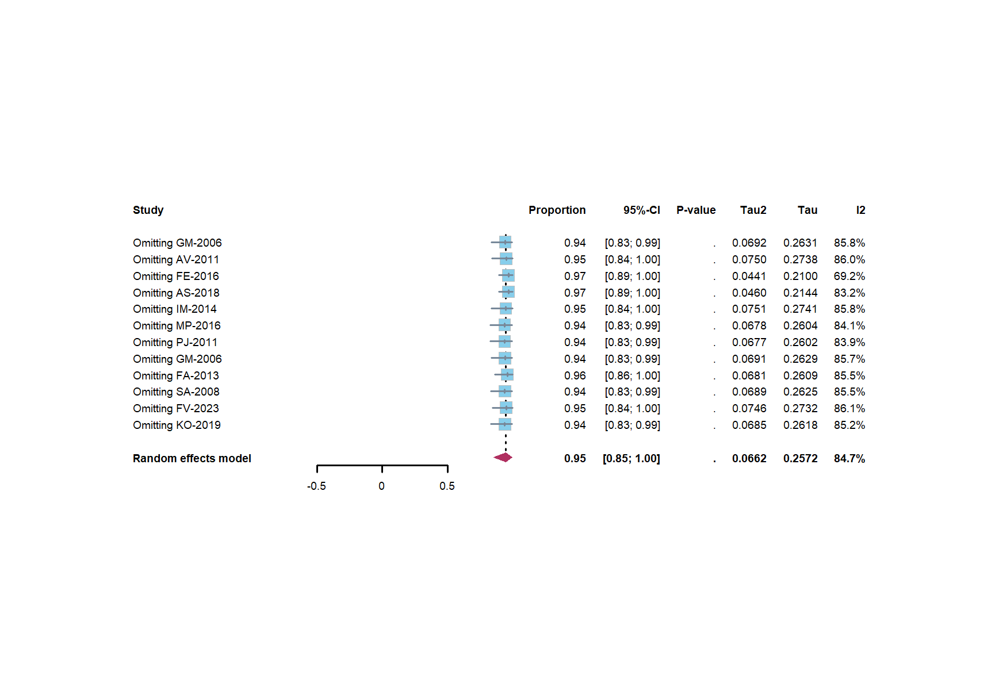 Study Proportion 95%-CI P-value Tau2 Tau I2
Omitting GM-2006 0.94 [0.83; 0.99] . 0.0692 0.2631 85.8%
Omitting AV-2011 0.95 [0.84; 1.00] . 0.0750 0.2738 86.0%
Omitting FE-2016 0.97 [0.89; 1.00] . 0.0441 0.2100 69.2%
Omitting AS-2018 0.97 [0.89; 1.00] . 0.0460 0.2144 83.2%
Omitting IM-2014 0.95 [0.84; 1.00] . 0.0751 0.2741 85.8%
Omitting MP-2016 0.94 [0.83; 0.99] . 0.0678 0.2604 84.1%
Omitting PJ-2011 0.94 [0.83; 0.99] . 0.0677 0.2602 83.9%
Omitting GM-2006 0.94 [0.83; 0.99] . 0.0691 0.2629 85.7%
Omitting FA-2013 0.96 [0.86; 1.00] . 0.0681 0.2609 85.5%
Omitting SA-2008 0.94 [0.83; 0.99] . 0.0689 0.2625 85.5%
Omitting FV-2023 0.95 [0.84; 1.00] . 0.0746 0.2732 86.1%
Omitting KO-2019 0.94 [0.83; 0.99] . 0.0685 0.2618 85.2%
Random effects model 0.95 [0.85; 1.00] . 0.0662 0.2572 84.7%
-0.5 0 0.5